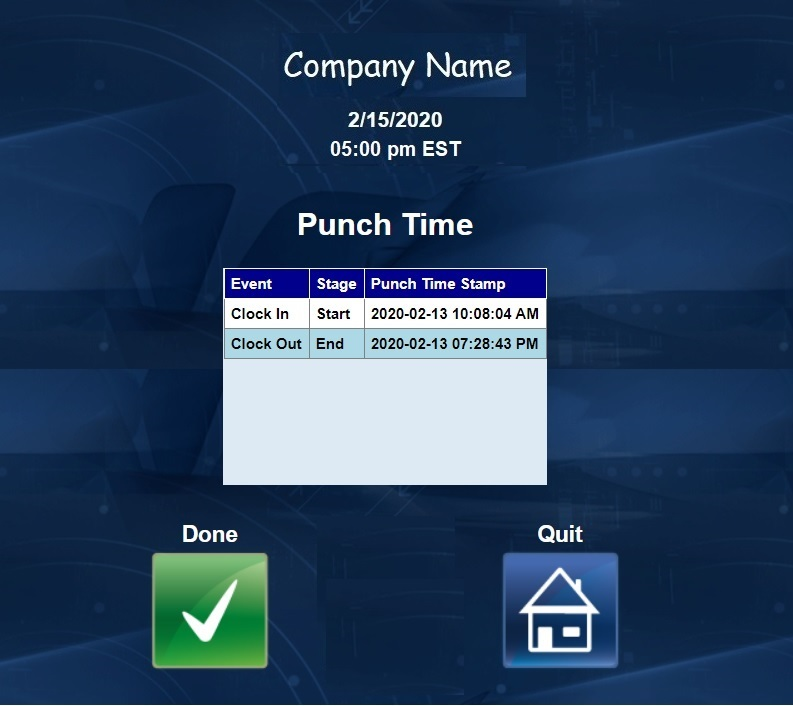 Company Name
2/15/2020
05:00 pm EST
Punch Time
Event Stage Punch Time Stamp
Clock In Start 2020-02-13 10:08:04 AM
Clock Out End 2020-02-13 07:28:43 PM
Done Quit